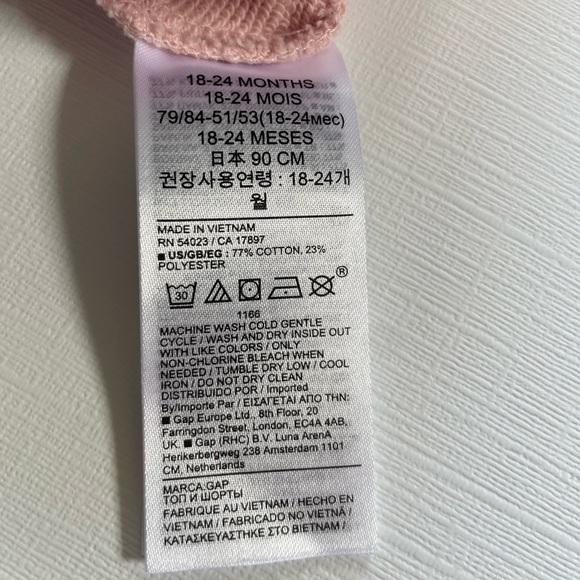 18-24 MONTHS
18-24 MOIS
79/84-51/53(18-24мес)
18-24 MESES
日本 90 CM
권장사용연령 : 18-24개
월
MADE IN VIETNAM
RN 54023 / CA 17897
■ US/GB/EG : 77% COTTON, 23%
POLYESTER
30
®
1166
MACHINE WASH COLD GENTLE
CYCLE / WASH AND DRY INSIDE OUT
WITH LIKE COLORS / ONLY
NON-CHLORINE BLEACH WHEN
NEEDED / TUMBLE DRY LOW / COOL
IRON / DO NOT DRY CLEAN
DISTRIBUIDO POR / Imported
By/Importe Par / ΕΙΣΑΓΕΤΑΙ ΑΠΟ ΤΗΝ:
■ Gap Europe Ltd., 8th Floor, 20
Farringdon Street, London, EC4A 4AB,
UK. ■ Gap (RHC) B.V. Luna ArenA
Herikerbergweg 238 Amsterdam 1101
CM, Netherlands
МАRСА:GAP
ТОП И ШОРТЫ
FABRIQUE AU VIETNAM / HECHO EN
VIETNAM / FABRICADO NO VIETNÃ /
ΚΑΤΑΣΚΕΥΑΣΤΗΚΕ ΣΤΟ ΒΙΕΤΝΑΜ /